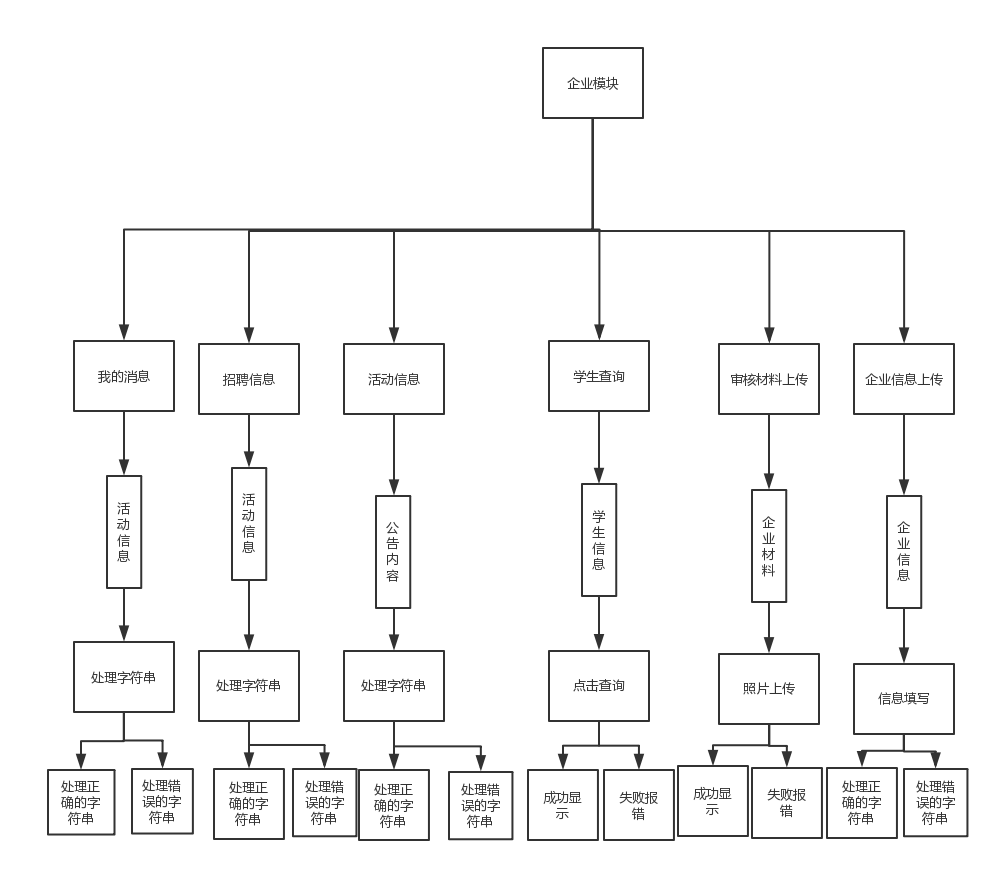 企业模块
我的消息
招聘信息
活动信息
学生查询
审核材料上传
企业信息上传
活
动
信
息
活
动
信
息
公
告
内
容
学
生
信
息
企
业
材
料
企
业
信
息
处理字符串
处理字符串
处理字符串
点击查询
照片上传
信息填写
处理正
确的字
符串
处理错
误的字
符串
处理正
确的字
符串
处理错
误的字
符串
处理正
确的字
符串
处理错
误的字
符串
成功显
示
失败报
错
成功显
示
失败报
错
处理正
确的字
符串
处理错
误的字
符串